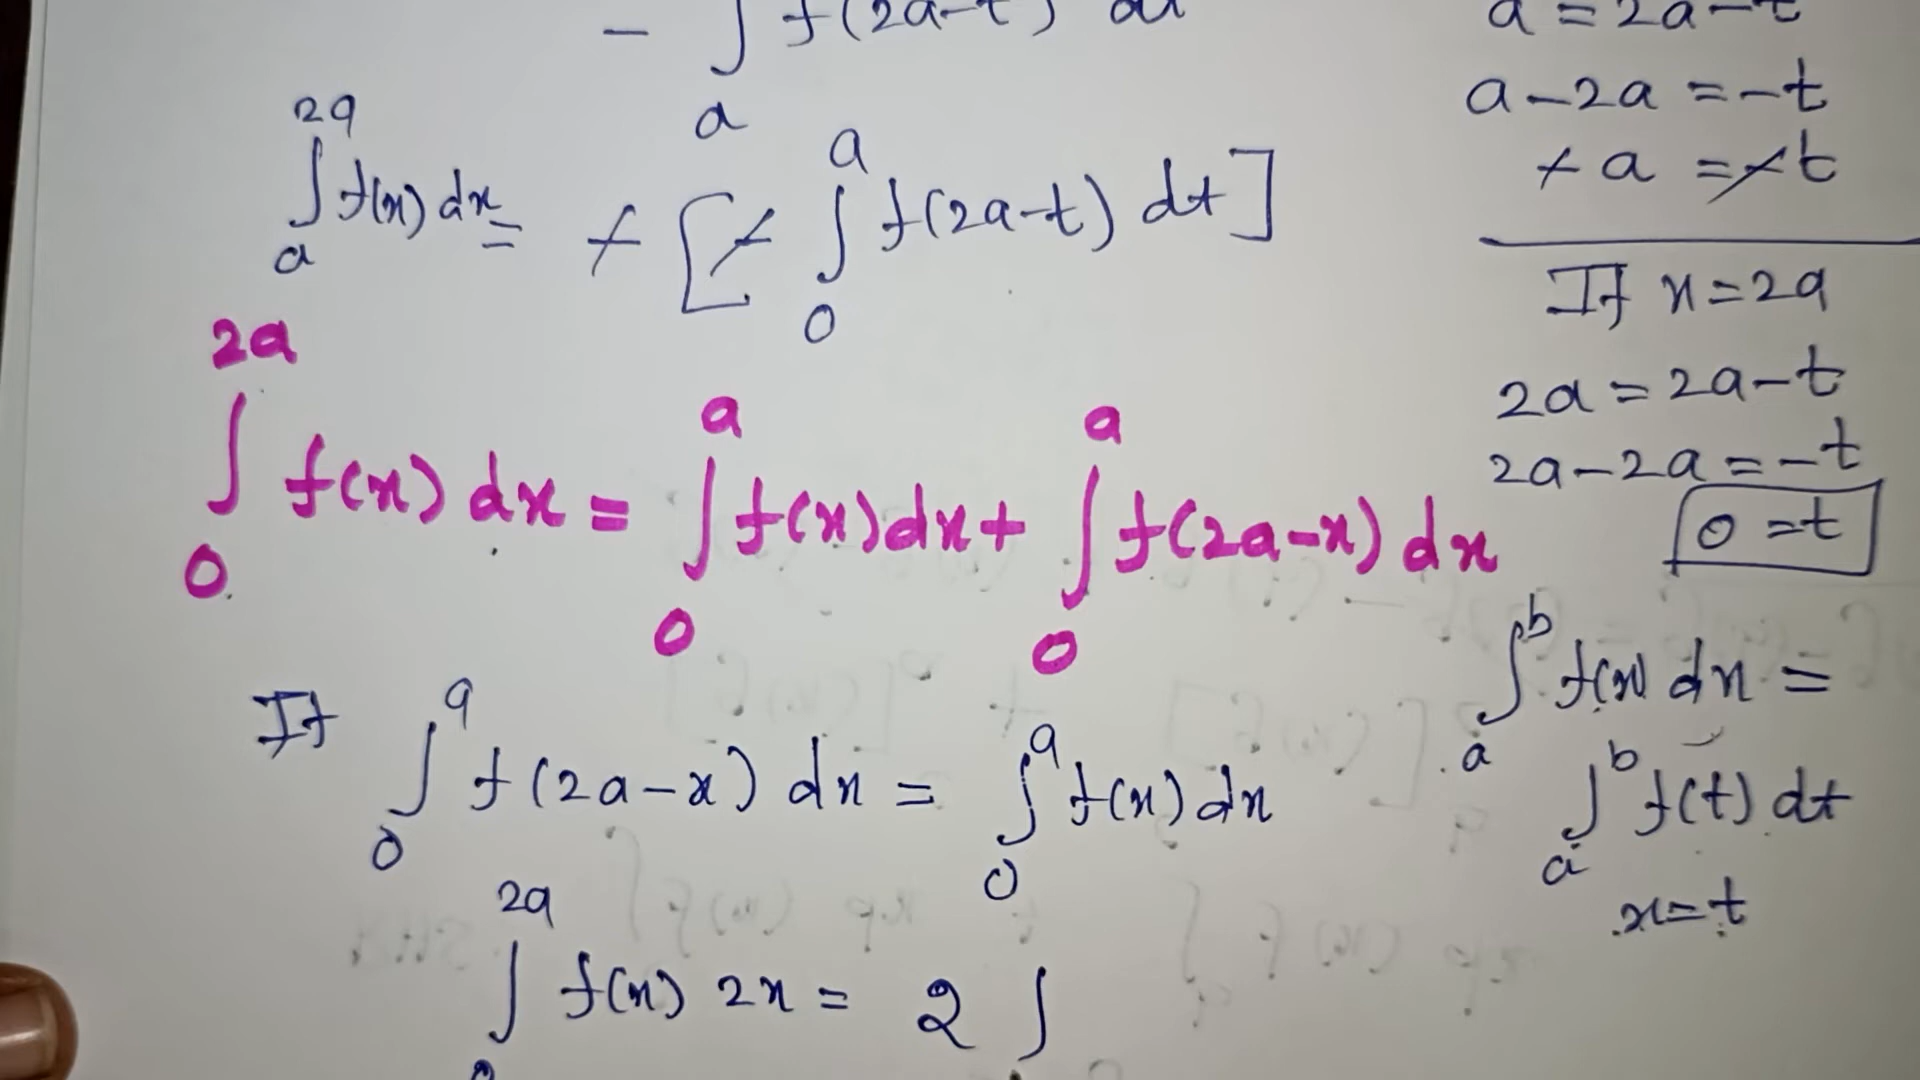 - ∫ f(2a-t) dt
a
2a ∫ a f(x) dx = + [ - a ∫ 0 f(2a-t) dt ]
2a ∫ 0 f(x) dx = a ∫ 0 f(x) dx + a ∫ 0 f(2a-x) dx
If a ∫ 0 f(2a-x) dx = a ∫ 0 f(x) dx
2a ∫ 0 f(x) 2x = 2 ∫
a = 2a-t
a-2a = -t
+a = +t
If x=2a
2a = 2a-t
2a-2a = -t
0 = t
b ∫ a f(x) dx =
b ∫ a f(t) dt
x=t